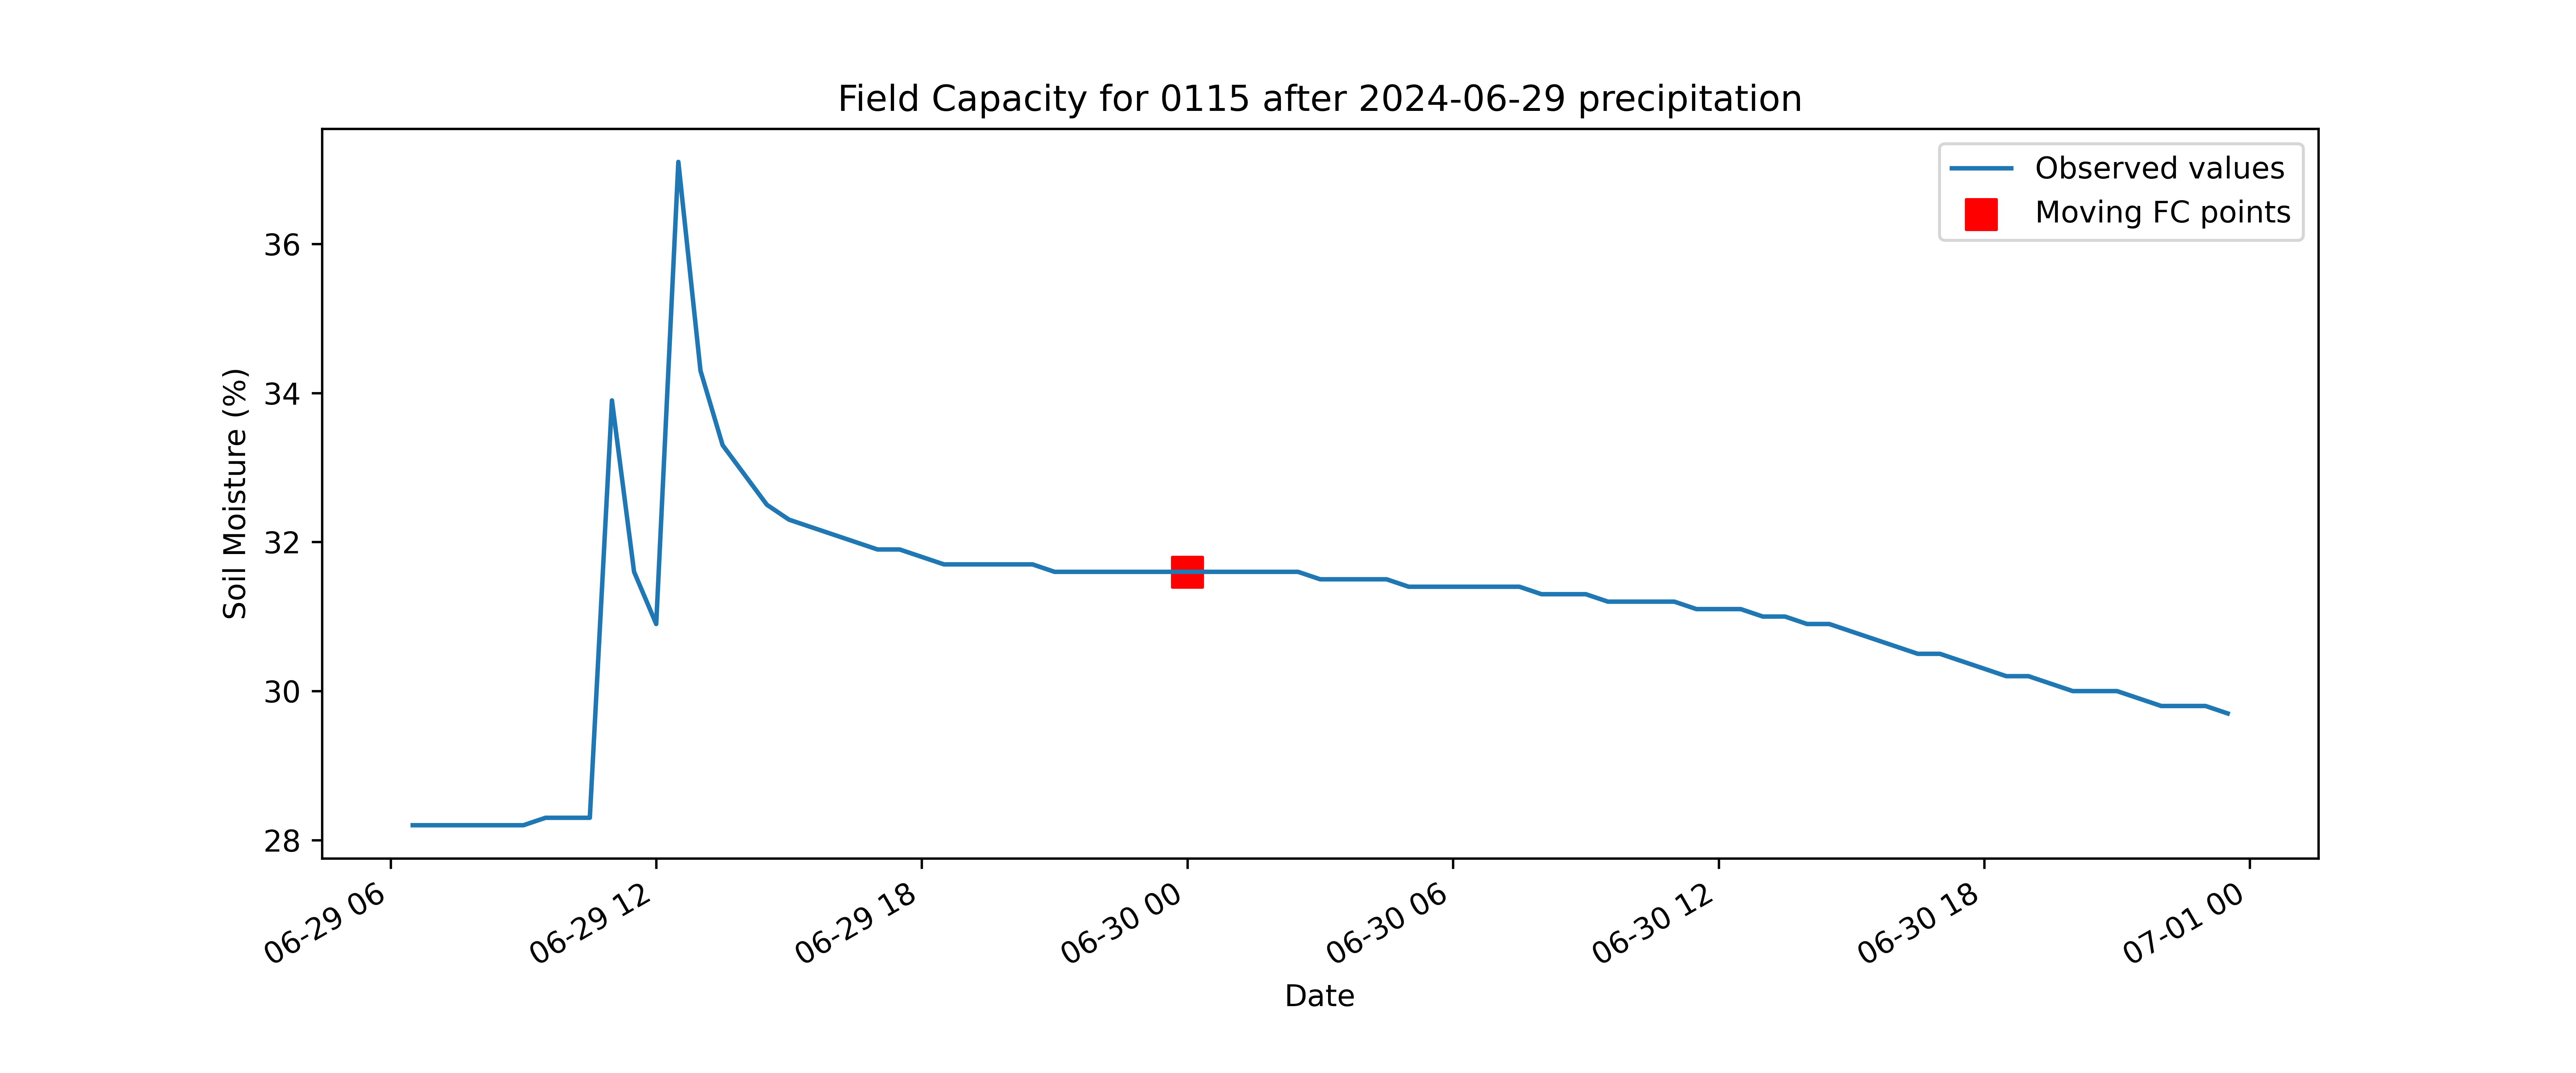 Field Capacity for 0115 after 2024-06-29 precipitation
Observed values
Moving FC points
Soil Moisture (%)
36
34
32
30
28
06-29 06
06-29 12
06-29 18
06-30 00
06-30 06
06-30 12
06-30 18
07-01 00
Date